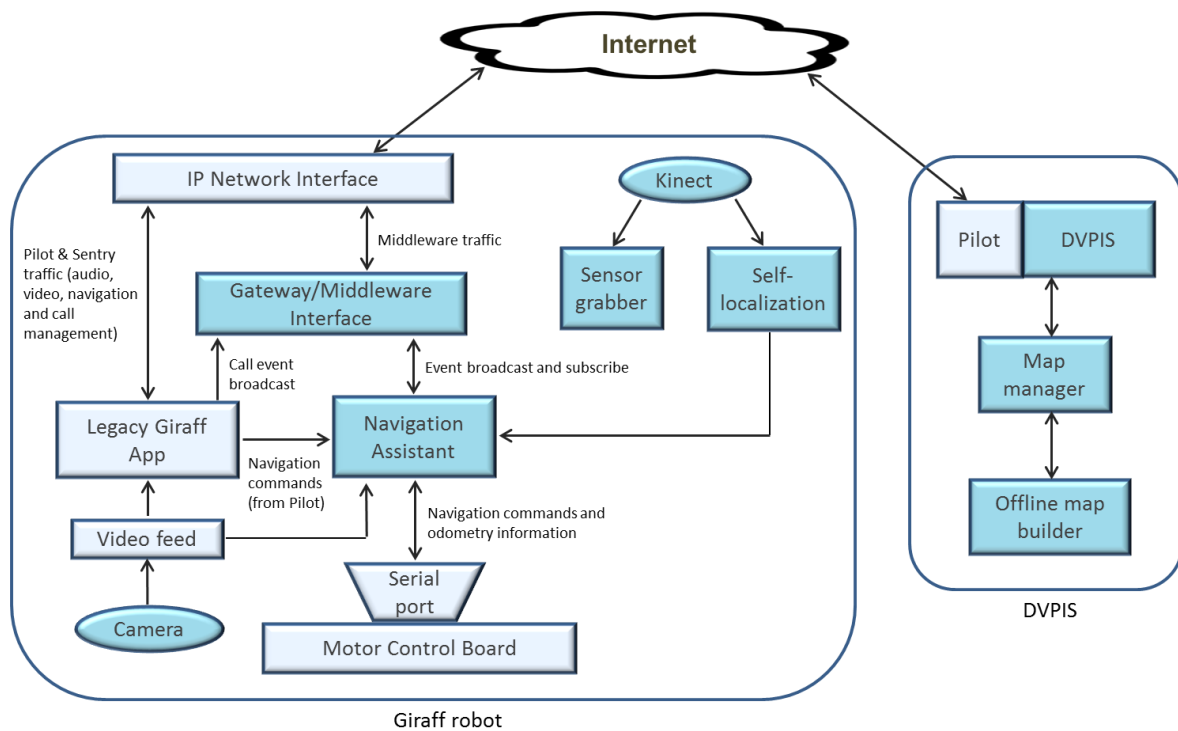 Internet
IP Network Interface
Kinect
Pilot & Sentry
traffic (audio,
video, navigation
and call
management)
Middleware traffic
Sensor
grabber
Self-
localization
Gateway/Middleware
Interface
Call event
broadcast
Event broadcast and subscribe
Legacy Giraff
App
Navigation
Assistant
Navigation
commands
(from Pilot)
Video feed
Navigation commands and
odometry information
Serial
port
Camera
Motor Control Board
Giraff robot
Pilot
DVPIS
Map
manager
Offline map
builder
DVPIS